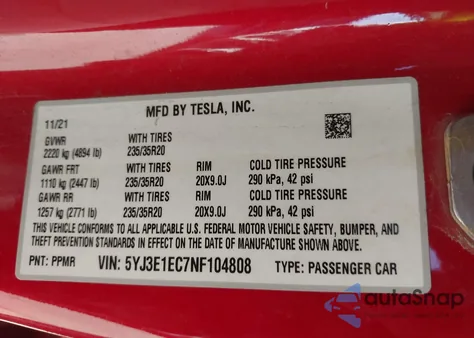 MFD BY TESLA, INC.
11/21
GVWR WITH TIRES
2220 kg (4894 lb) 235/35R20
GAWR FRT WITH TIRES RIM COLD TIRE PRESSURE
1110 kg (2447 lb) 235/35R20 20X9.0J 290 kPa, 42 psi
GAWR RR WITH TIRES RIM COLD TIRE PRESSURE
1257 kg (2771 lb) 235/35R20 20X9.0J 290 kPa, 42 psi
THIS VEHICLE CONFORMS TO ALL APPLICABLE U.S. FEDERAL MOTOR VEHICLE SAFETY, BUMPER, AND
THEFT PREVENTION STANDARDS IN EFFECT ON THE DATE OF MANUFACTURE SHOWN ABOVE.
PNT: PPMR VIN: 5YJ3E1EC7NF104808 TYPE: PASSENGER CAR
autoSnap